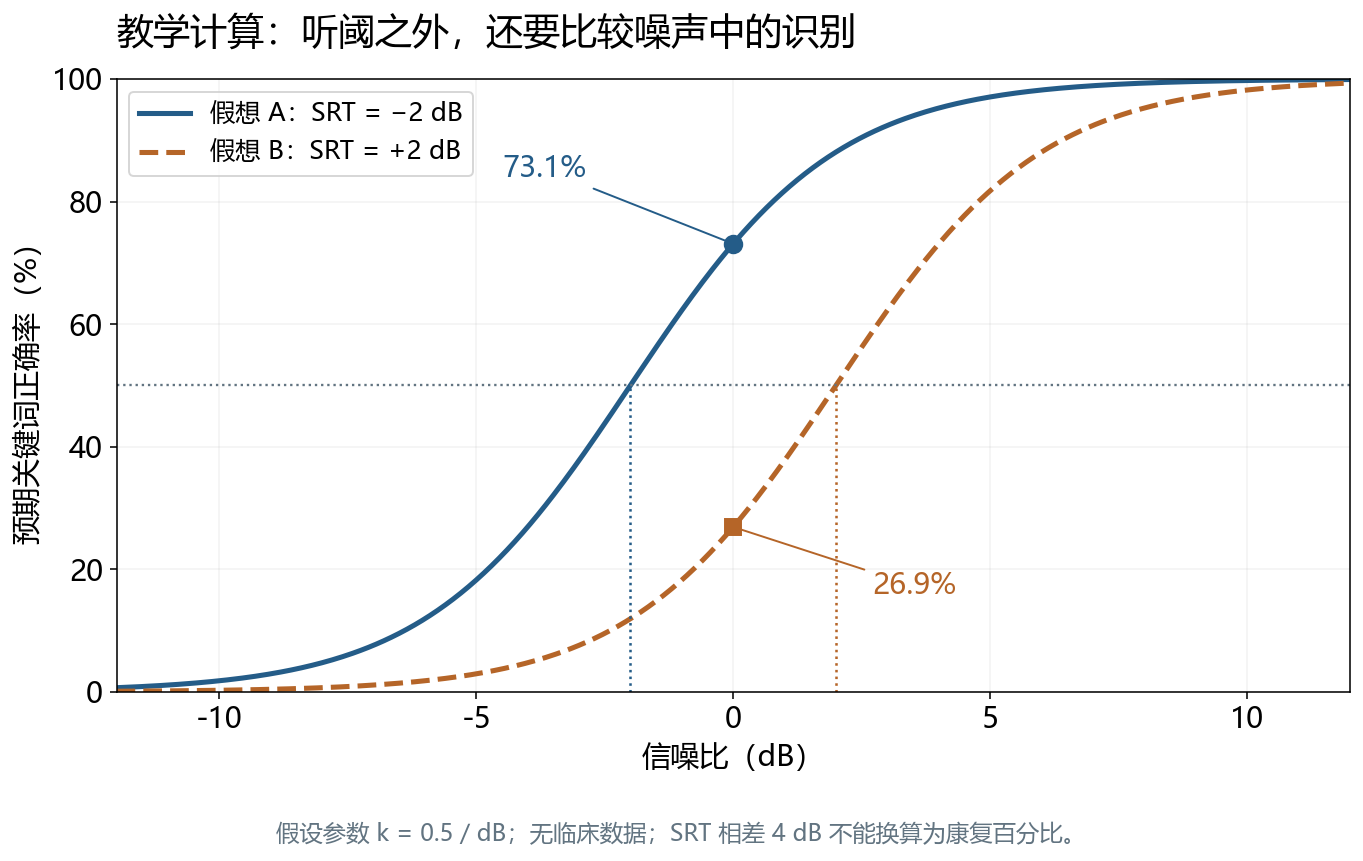 教学计算：听阈之外，还要比较噪声中的识别
100
80
60
40
20
0
预期关键词正确率（%）
假想 A：SRT = −2 dB
假想 B：SRT = +2 dB
73.1%
26.9%
-10
-5
0
5
10
信噪比（dB）
假设参数 k = 0.5 / dB；无临床数据；SRT 相差 4 dB 不能换算为康复百分比。